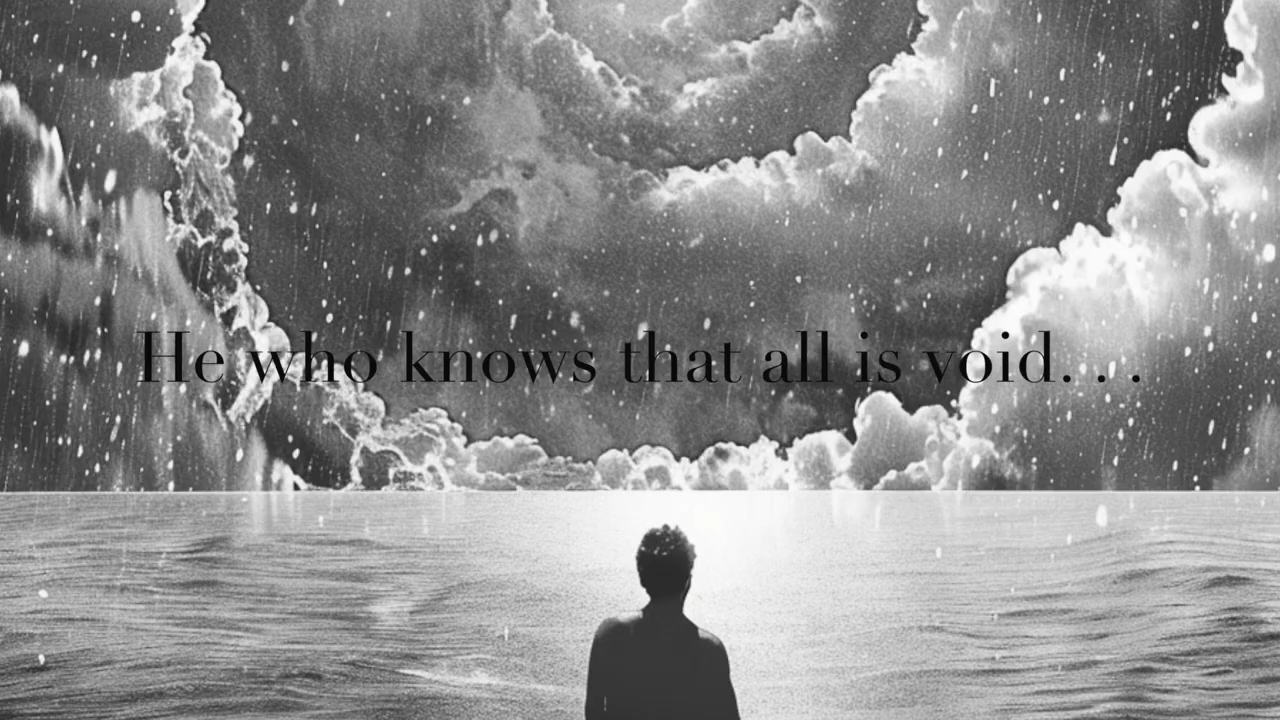 He who knows that all is void. . .